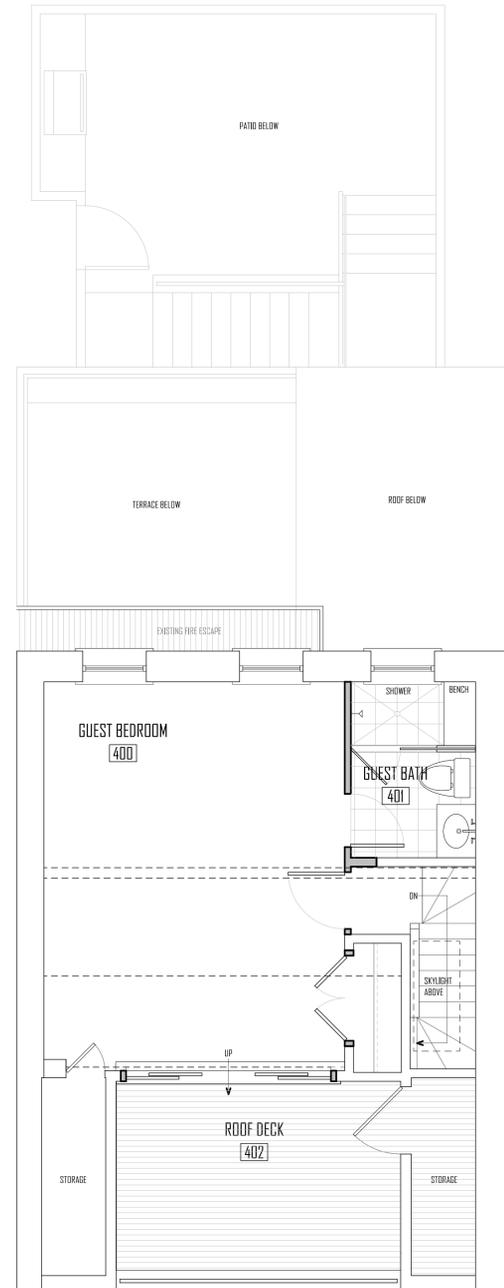 PATIO BELOW
TERRACE BELOW
ROOF BELOW
EXISTING FIRE ESCAPE
SHOWER
BENCH
GUEST BEDROOM
400
GUEST BATH
401
DN
SKYLIGHT
ABOVE
UP
ROOF DECK
402
STORAGE
STORAGE